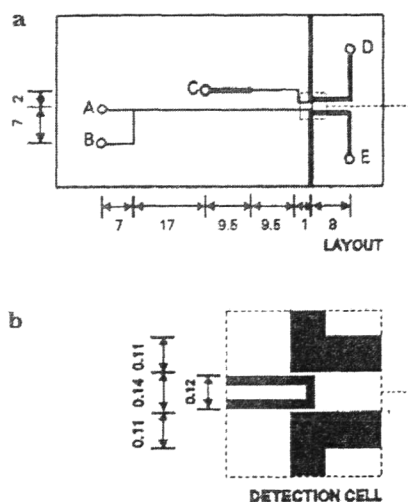 a
D
C
2
A
7
B
E
7 17 9.5 9.5 1 8
LAYOUT
b
0.11
0.14
0.12
0.11
DETECTION CELL